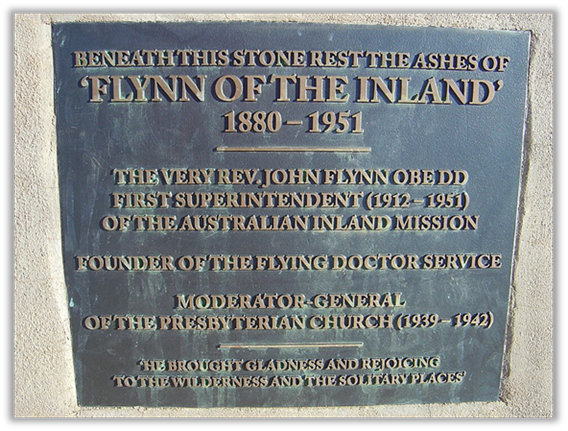 BENEATH THIS STONE REST THE ASHES OF
'FLYNN OF THE INLAND'
1880 – 1951
THE VERY REV. JOHN FLYNN OBE DD
FIRST SUPERINTENDENT (1912 – 1951)
OF THE AUSTRALIAN INLAND MISSION
FOUNDER OF THE FLYING DOCTOR SERVICE
MODERATOR-GENERAL
OF THE PRESBYTERIAN CHURCH (1939 – 1942)
'HE BROUGHT GLADNESS AND REJOICING
TO THE WILDERNESS AND THE SOLITARY PLACES'